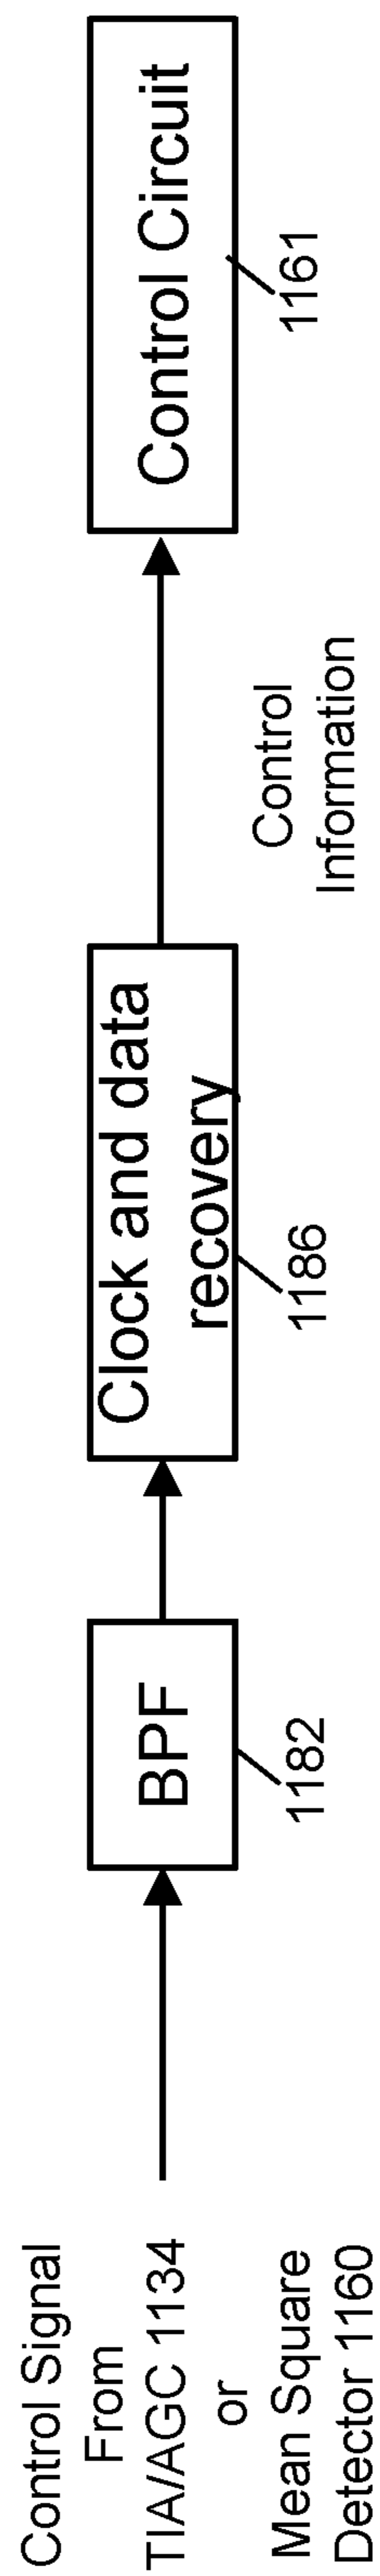 Control Signal
From
TIA/AGC 1134
or
Mean Square
Detector 1160
BPF
1182
Clock and data
recovery
1186
Control
Information
Control Circuit
1161